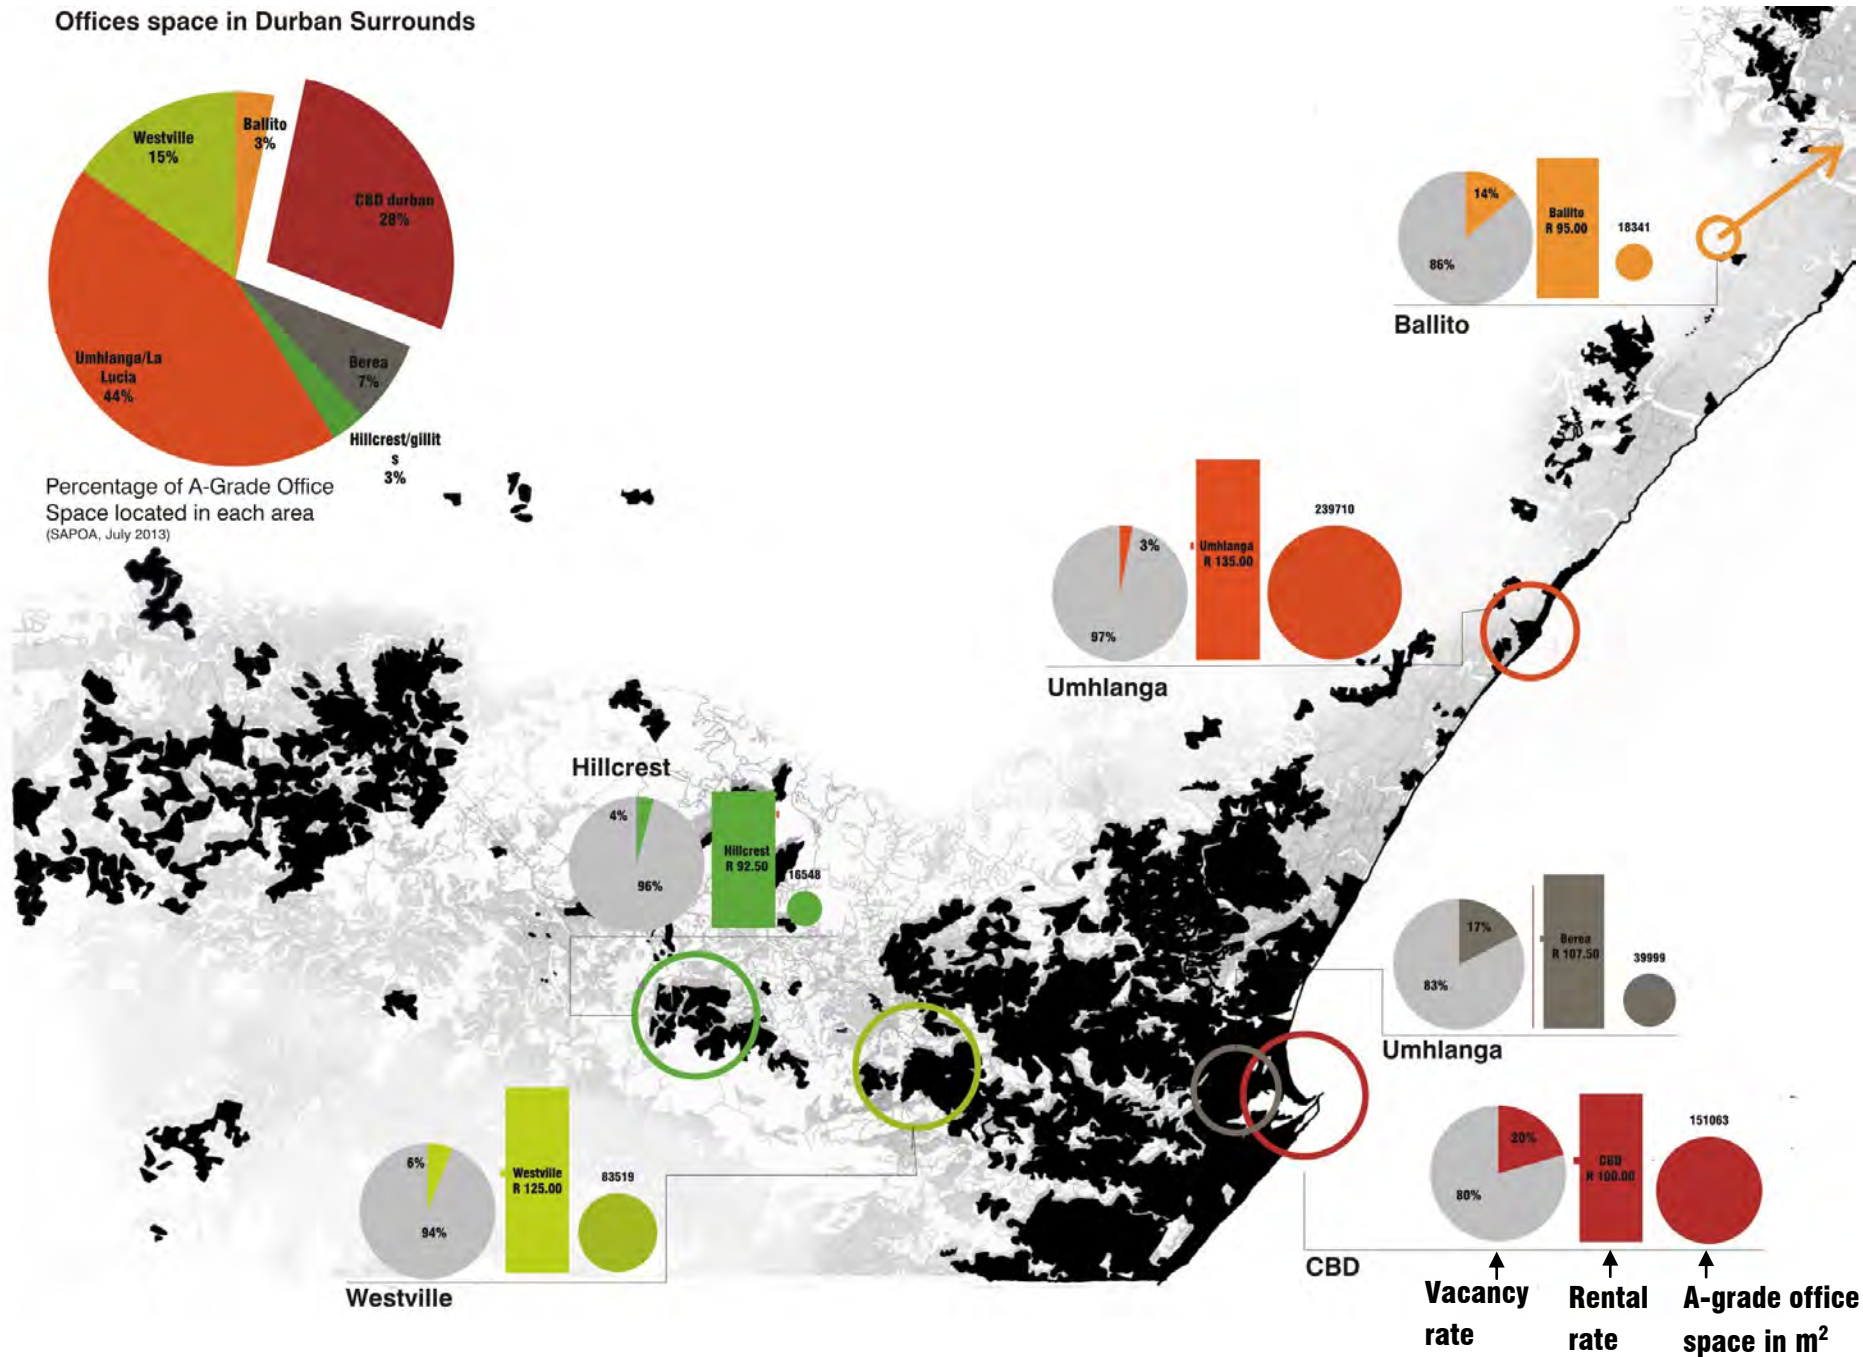 Offices space in Durban Surrounds
Ballito
3%
Westville
15%
CBD durban
28%
Umhlanga/La
Lucia
44%
Berea
7%
Hillcrest/gillit
s
3%
Percentage of A-Grade Office
Space located in each area
(SAPOA, July 2013)
14%
86%
Ballito
R 95.00
18341
Ballito
3%
97%
Umhlanga
R 135.00
239710
Umhlanga
Hillcrest
4%
96%
Hillcrest
R 92.50
16548
17%
83%
Berea
R 107.50
39999
Umhlanga
6%
94%
Westville
R 125.00
83519
Westville
20%
80%
CBD
R 100.00
151063
CBD
Vacancy
rate
Rental
rate
A-grade office
space in m²